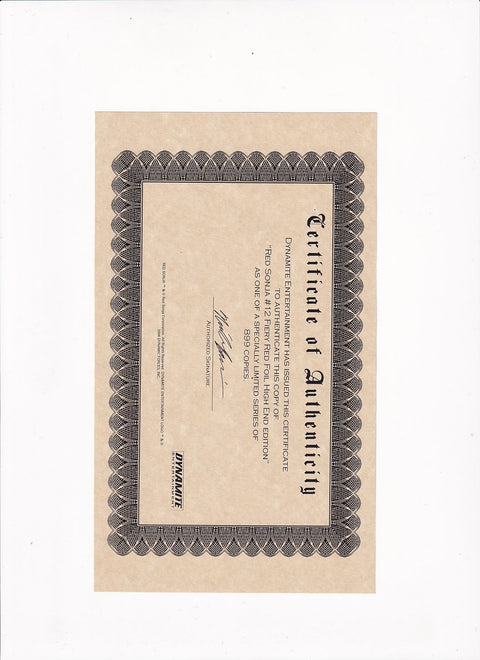 Certificate of Authenticity
DYNAMITE ENTERTAINMENT HAS ISSUED THIS CERTIFICATE
TO AUTHENTICATE THIS COPY OF
"RED SONJA #12 FIERY RED FOIL HIGH END EDITION"
AS ONE OF A SPECIALLY LIMITED SERIES OF
899 COPIES
AUTHORIZED SIGNATURE
DYNAMITE
ENTERTAINMENT